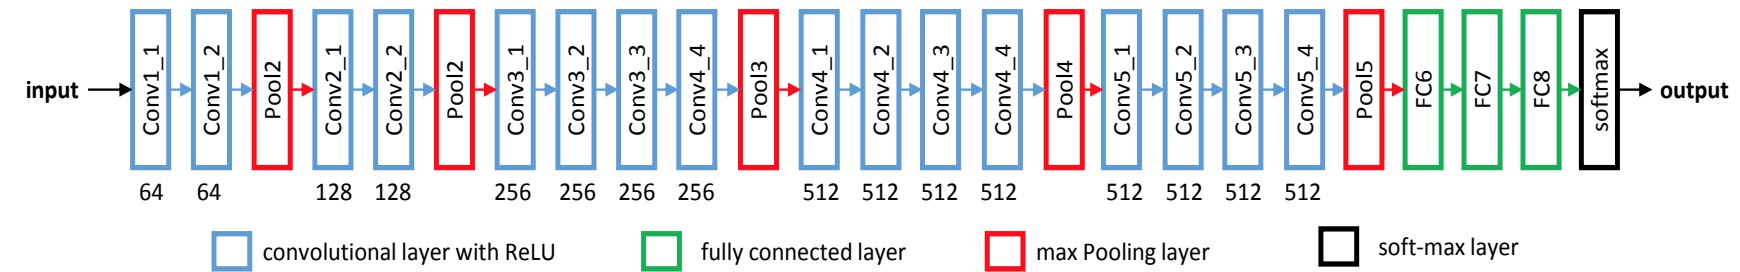 input
Conv1_1
Conv1_2
Pool2
Conv2_1
Conv2_2
Pool2
Conv3_1
Conv3_2
Conv3_3
Conv4_4
Pool3
Conv4_1
Conv4_2
Conv4_3
Conv4_4
Pool4
Conv5_1
Conv5_2
Conv5_3
Conv5_4
Pool5
FC6
FC7
FC8
softmax
output
64 64 128 128 256 256 256 256 512 512 512 512 512 512 512 512
convolutional layer with ReLU
fully connected layer
max Pooling layer
soft-max layer